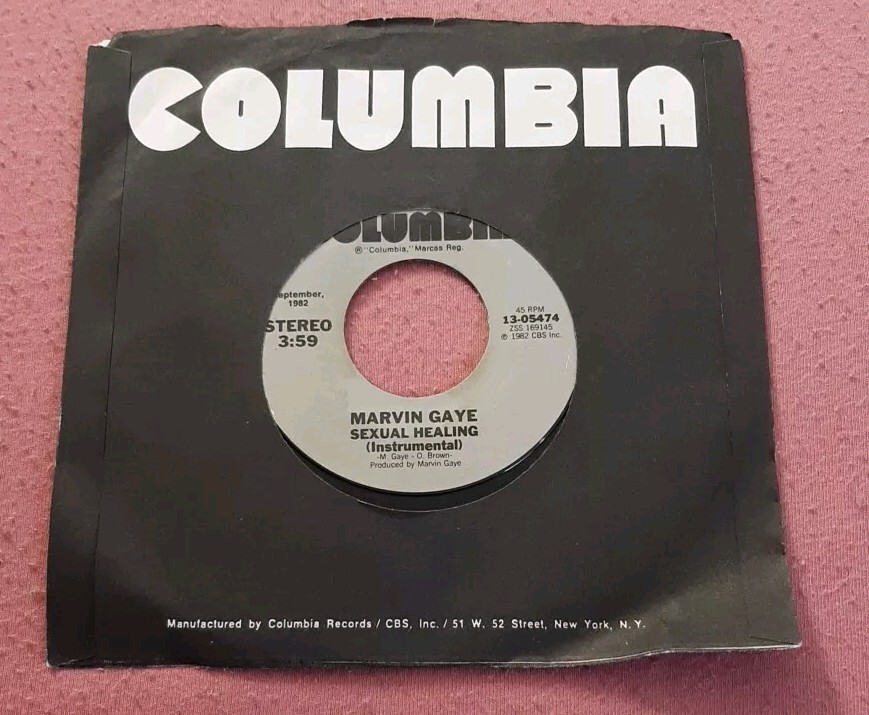 COLUMBIA
COLUMBIA
® "Columbia," Marcas Reg.
eptember,
1982
STEREO
3:59
45 RPM
13-05474
ZSS 169145
℗ 1982 CBS Inc.
MARVIN GAYE
SEXUAL HEALING
(Instrumental)
-M. Gaye - O. Brown-
Produced by Marvin Gaye
Manufactured by Columbia Records / CBS, Inc. / 51 W. 52 Street, New York, N.Y.